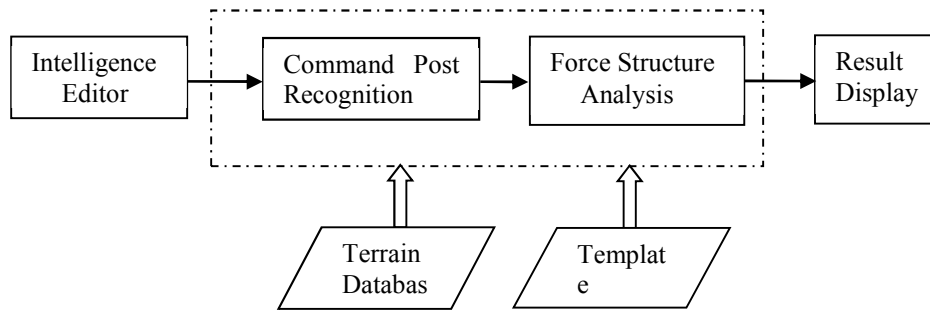 Intelligence
Editor
Command Post
Recognition
Force Structure
Analysis
Result
Display
Terrain
Databas
Templat
e